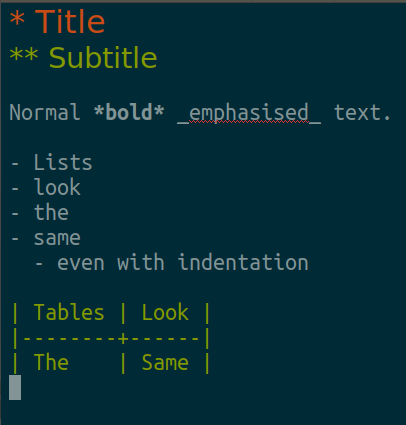 * Title
** Subtitle
Normal *bold* _emphasised_ text.
- Lists
- look
- the
- same
  - even with indentation
| Tables | Look |
|--------+------|
| The    | Same |